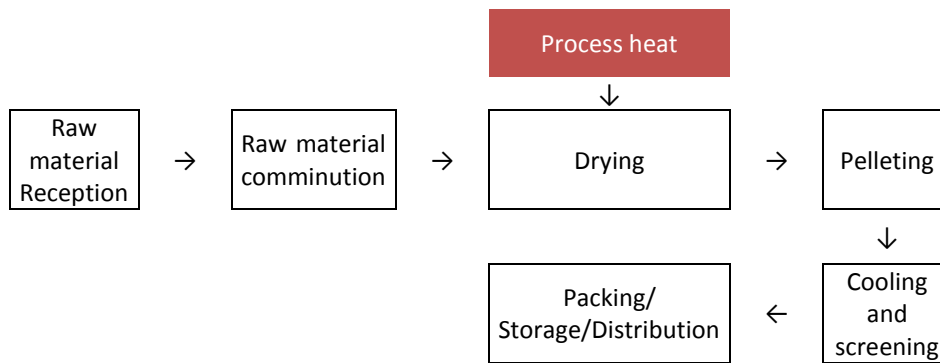 Process heat
Raw
material
Reception
→
Raw material
comminution
→
Drying
→
Pelleting
↓
↓
Cooling
and
screening
←
Packing/
Storage/Distribution